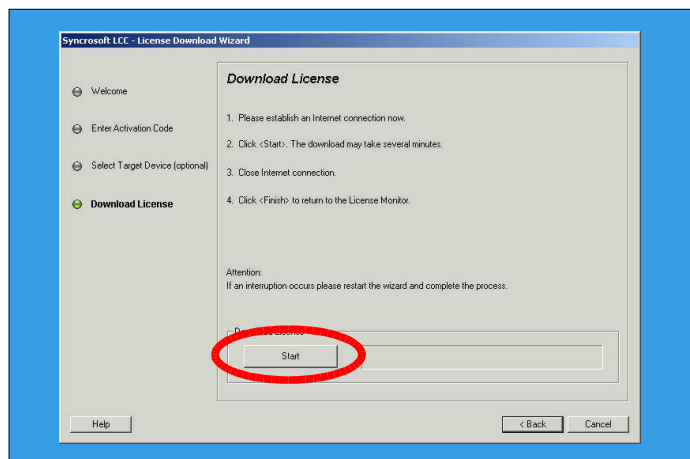 Syncrosoft LCC - License Download Wizard
Welcome
Enter Activation Code
Select Target Device (optional)
Download License
Download License
1. Please establish an Internet connection now.
2. Click <Start>. The download may take several minutes.
3. Close Internet connection.
4. Click <Finish> to return to the License Monitor.
Attention:
If an interruption occurs please restart the wizard and complete the process.
Download License
Start
Help
< Back
Cancel